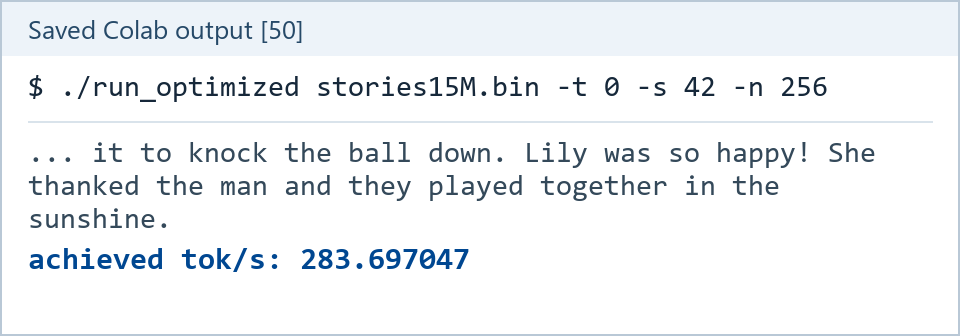 Saved Colab output [50]
$ ./run_optimized stories15M.bin -t 0 -s 42 -n 256
... it to knock the ball down. Lily was so happy! She
thanked the man and they played together in the
sunshine.
achieved tok/s: 283.697047